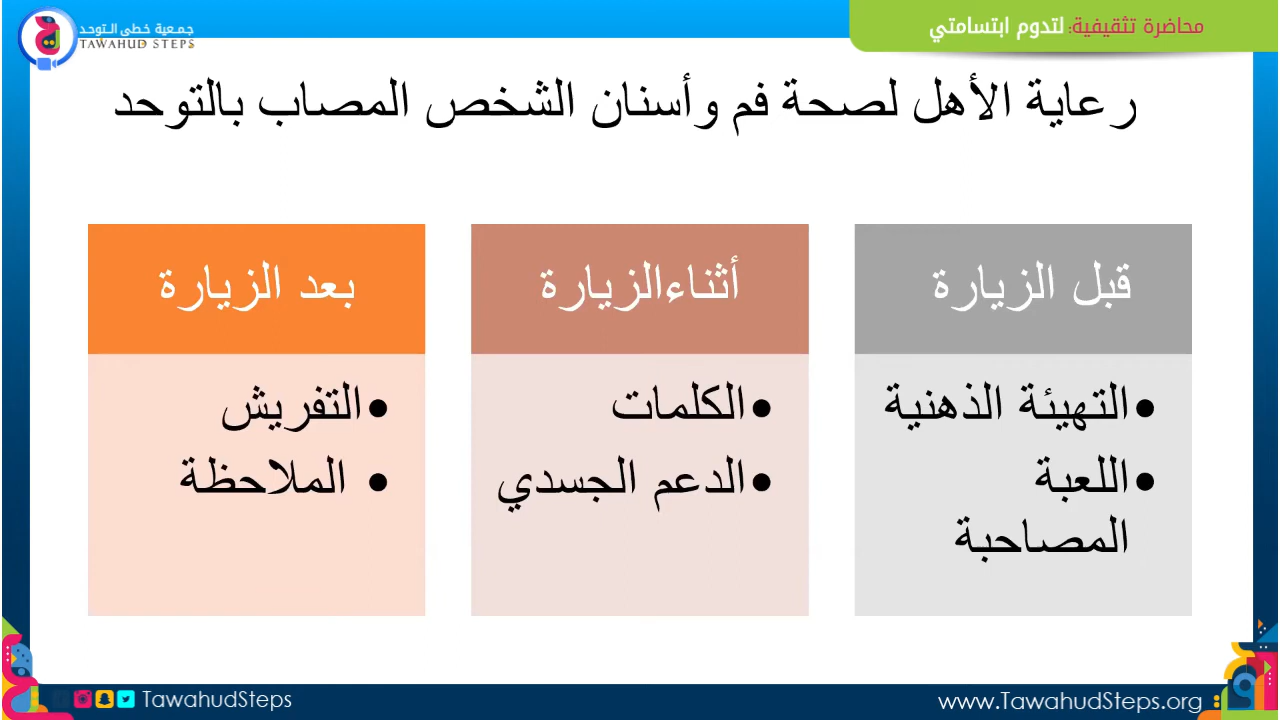 جمعية خطى التوحد
TAWAHUD STEPS
محاضرة تثقيفية: لتدوم ابتسامتي
رعاية الأهل لصحة فم وأسنان الشخص المصاب بالتوحد
قبل الزيارة
•التهيئة الذهنية
•اللعبة
المصاحبة
أثناءالزيارة
•الكلمات
•الدعم الجسدي
بعد الزيارة
•التفريش
• الملاحظة
TawahudSteps
www.TawahudSteps.org